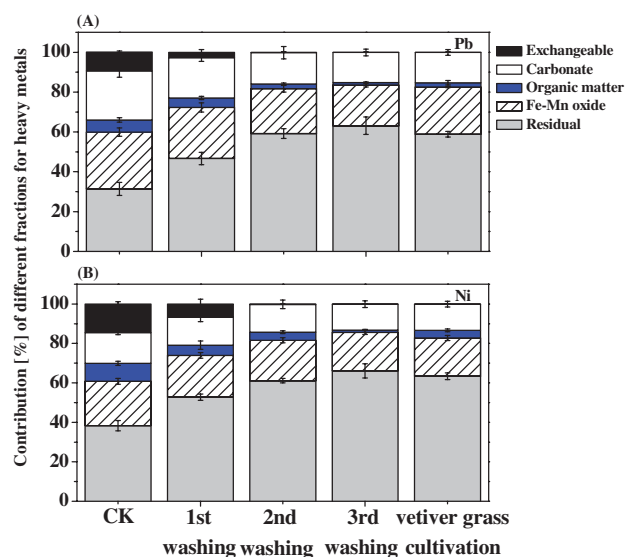 (A)
Pb
100
80
60
40
20
0
Exchangeable
Carbonate
Organic matter
Fe-Mn oxide
Residual
Contribution [%] of different fractions for heavy metals
(B)
Ni
100
80
60
40
20
0
CK
1st
washing
2nd
washing
3rd
washing
vetiver grass
cultivation